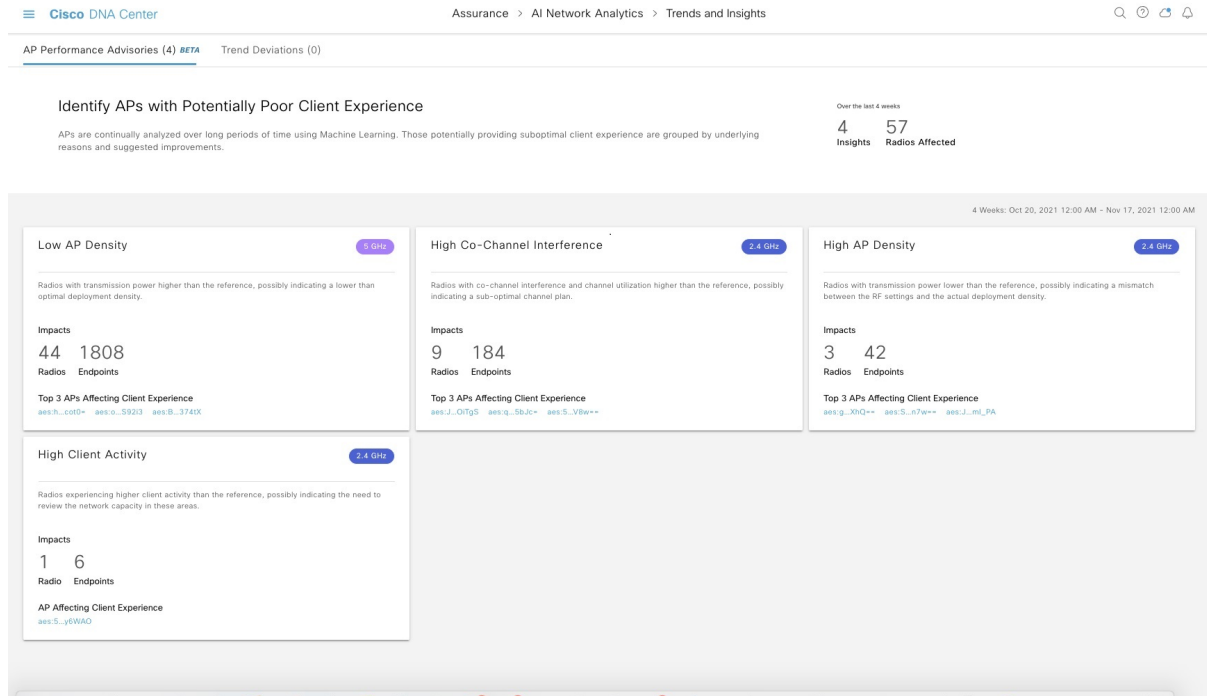 Cisco DNA Center
Assurance > AI Network Analytics > Trends and Insights
AP Performance Advisories (4) BETA
Trend Deviations (0)
Identify APs with Potentially Poor Client Experience
APs are continually analyzed over long periods of time using Machine Learning. Those potentially providing suboptimal client experience are grouped by underlying
reasons and suggested improvements.
Over the last 4 weeks
4 57
Insights Radios Affected
4 Weeks: Oct 20, 2021 12:00 AM - Nov 17, 2021 12:00 AM
Low AP Density 5 GHz
Radios with transmission power higher than the reference, possibly indicating a lower than
optimal deployment density.
Impacts
44 1808
Radios Endpoints
Top 3 APs Affecting Client Experience
aes:h...cot0= aes:o...S92i3 aes:B...374tX
High Co-Channel Interference 2.4 GHz
Radios with co-channel interference and channel utilization higher than the reference, possibly
indicating a sub-optimal channel plan.
Impacts
9 184
Radios Endpoints
Top 3 APs Affecting Client Experience
aes:J...OiTgS aes:q...5bJc= aes:5...V8w==
High AP Density 2.4 GHz
Radios with transmission power lower than the reference, possibly indicating a mismatch
between the RF settings and the actual deployment density.
Impacts
3 42
Radios Endpoints
Top 3 APs Affecting Client Experience
aes:g...XhQ== aes:S...n7w== aes:J...ml_PA
High Client Activity 2.4 GHz
Radios experiencing higher client activity than the reference, possibly indicating the need to
review the network capacity in these areas.
Impacts
1 6
Radio Endpoints
AP Affecting Client Experience
aes:5...y6WAO